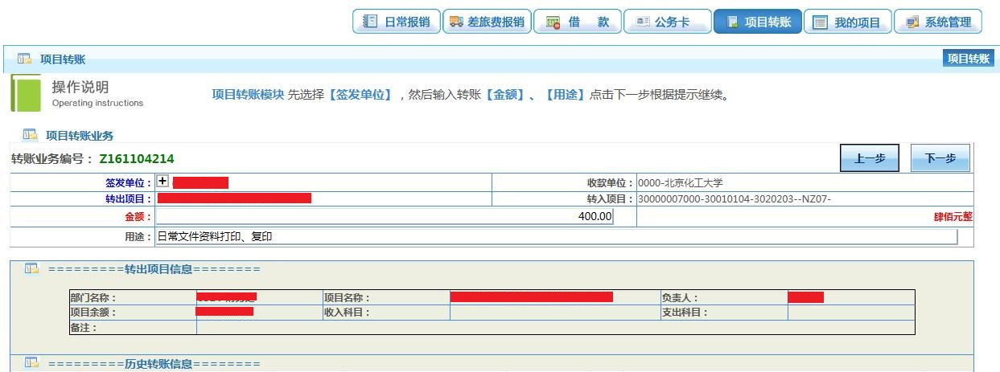 日常报销 差旅费报销 借 款 公务卡 项目转账 我的项目 系统管理
项目转账 项目转账
操作说明
Operating instructions
项目转账模块 先选择【签发单位】，然后输入转账【金额】、【用途】点击下一步根据提示继续。
项目转账业务
转账业务编号： Z161104214 上一步 下一步
签发单位： 收款单位： 0000-北京化工大学
转出项目： 转入项目： 30000007000-30010104-3020203--NZ07-
金额： 400.00 肆佰元整
用途： 日常文件资料打印、复印
=========转出项目信息========
部门名称： 项目名称： 负责人：
项目余额： 收入科目： 支出科目：
备注：
=========历史转账信息========